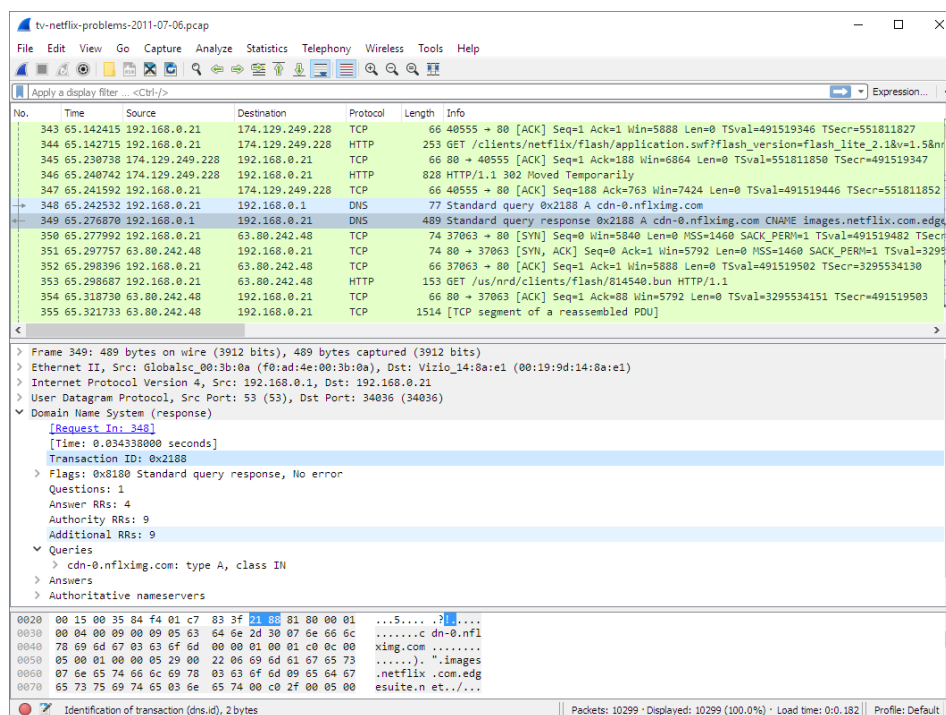 tv-netflix-problems-2011-07-06.pcap
File Edit View Go Capture Analyze Statistics Telephony Wireless Tools Help
Apply a display filter ... <Ctrl-/> Expression...
No. Time Source Destination Protocol Length Info
343 65.142415 192.168.0.21 174.129.249.228 TCP 66 40555 → 80 [ACK] Seq=1 Ack=1 Win=5888 Len=0 TSval=491519346 TSecr=551811827
344 65.142715 192.168.0.21 174.129.249.228 HTTP 253 GET /clients/netflix/flash/application.swf?flash_version=flash_lite_2.1&v=1.5&nr
345 65.230738 174.129.249.228 192.168.0.21 TCP 66 80 → 40555 [ACK] Seq=1 Ack=188 Win=6864 Len=0 TSval=551811850 TSecr=491519347
346 65.240742 174.129.249.228 192.168.0.21 HTTP 828 HTTP/1.1 302 Moved Temporarily
347 65.241592 192.168.0.21 174.129.249.228 TCP 66 40555 → 80 [ACK] Seq=188 Ack=763 Win=7424 Len=0 TSval=491519446 TSecr=551811852
348 65.242532 192.168.0.21 192.168.0.1 DNS 77 Standard query 0x2188 A cdn-0.nflximg.com
349 65.276870 192.168.0.1 192.168.0.21 DNS 489 Standard query response 0x2188 A cdn-0.nflximg.com CNAME images.netflix.com.edge
350 65.277992 192.168.0.21 63.80.242.48 TCP 74 37063 → 80 [SYN] Seq=0 Win=5840 Len=0 MSS=1460 SACK_PERM=1 TSval=491519482 TSecr
351 65.297757 63.80.242.48 192.168.0.21 TCP 74 80 → 37063 [SYN, ACK] Seq=0 Ack=1 Win=5792 Len=0 MSS=1460 SACK_PERM=1 TSval=3295
352 65.298396 192.168.0.21 63.80.242.48 TCP 66 37063 → 80 [ACK] Seq=1 Ack=1 Win=5888 Len=0 TSval=491519502 TSecr=3295534130
353 65.298687 192.168.0.21 63.80.242.48 HTTP 153 GET /us/nrd/clients/flash/814540.bun HTTP/1.1
354 65.318730 63.80.242.48 192.168.0.21 TCP 66 80 → 37063 [ACK] Seq=1 Ack=88 Win=5792 Len=0 TSval=3295534151 TSecr=491519503
355 65.321733 63.80.242.48 192.168.0.21 TCP 1514 [TCP segment of a reassembled PDU]
Frame 349: 489 bytes on wire (3912 bits), 489 bytes captured (3912 bits)
Ethernet II, Src: Globalsc_00:3b:0a (f0:ad:4e:00:3b:0a), Dst: Vizio_14:8a:e1 (00:19:9d:14:8a:e1)
Internet Protocol Version 4, Src: 192.168.0.1, Dst: 192.168.0.21
User Datagram Protocol, Src Port: 53 (53), Dst Port: 34036 (34036)
Domain Name System (response)
[Request In: 348]
[Time: 0.034338000 seconds]
Transaction ID: 0x2188
Flags: 0x8180 Standard query response, No error
Questions: 1
Answer RRs: 4
Authority RRs: 9
Additional RRs: 9
Queries
cdn-0.nflximg.com: type A, class IN
Answers
Authoritative nameservers
0020 00 15 00 35 84 f4 01 c7 83 3f 21 88 81 80 00 01 ...5.... .?!.....
0030 00 04 00 09 00 09 05 63 64 6e 2d 30 07 6e 66 6c .......c dn-0.nfl
0040 78 69 6d 67 03 63 6f 6d 00 00 01 00 01 c0 0c 00 ximg.com ........
0050 05 00 01 00 00 05 29 00 22 06 69 6d 61 67 65 73 ......). ".images
0060 07 6e 65 74 66 6c 69 78 03 63 6f 6d 09 65 64 67 .netflix .com.edg
0070 65 73 75 69 74 65 03 6e 65 74 00 c0 2f 00 05 00 esuite.n et../...
Identification of transaction (dns.id), 2 bytes Packets: 10299 · Displayed: 10299 (100.0%) · Load time: 0:0.182 Profile: Default